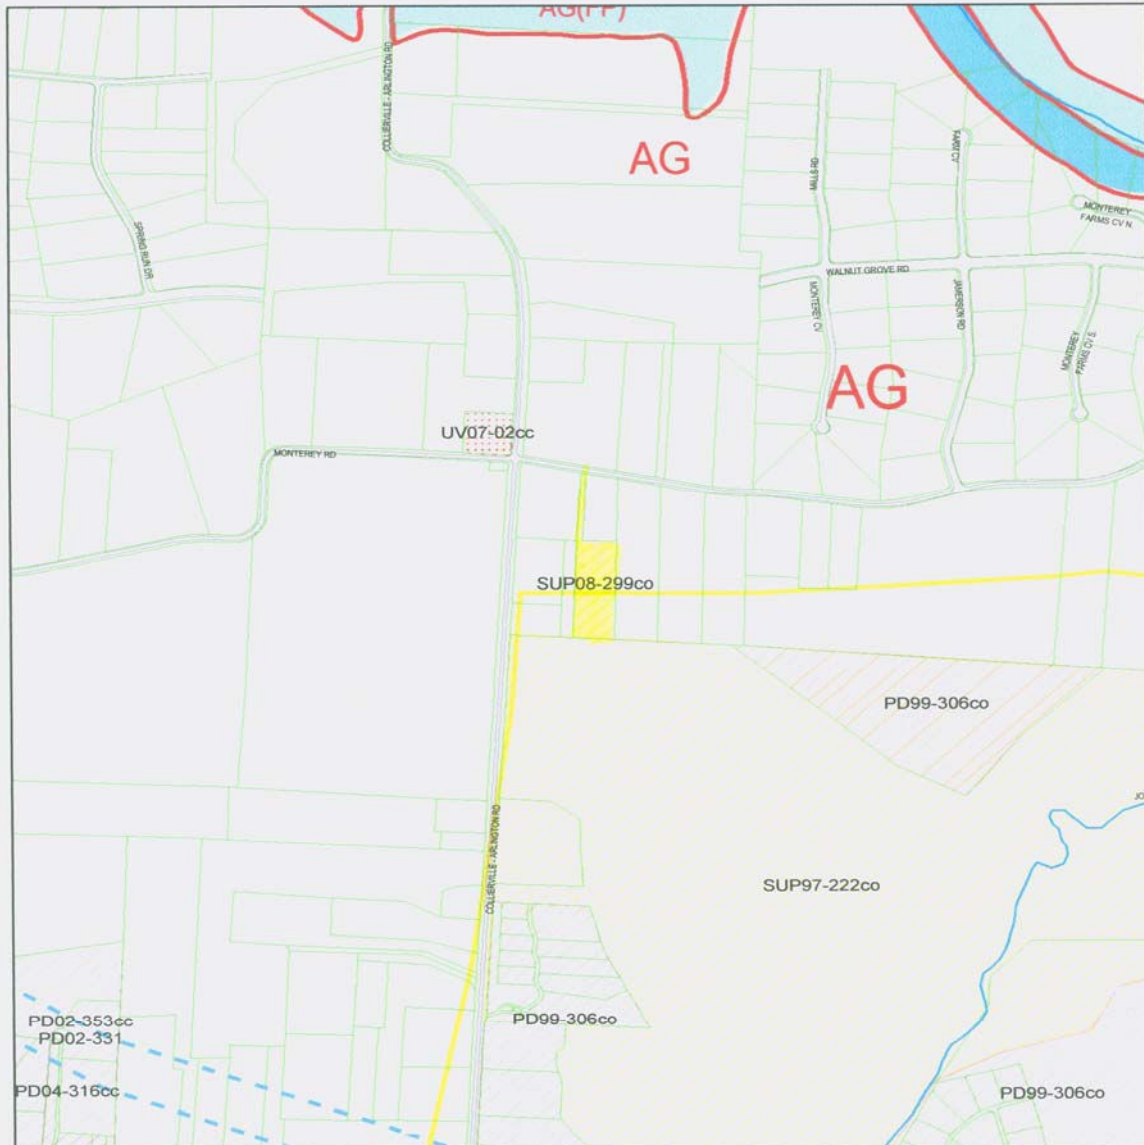 AG(FP)
COLLIERVILLE - ARLINGTON RD
AG
MILLS RD
FARM CV
MONTEREY
FARMS CV N
SPRING RUN DR
WALNUT GROVE RD
MONTEREY CV
JAMERSON RD
MONTEREY
FARMS CV S
AG
UV07-02cc
MONTEREY RD
SUP08-299co
PD99-306co
JO
COLLIERVILLE - ARLINGTON RD
SUP97-222co
PD99-306co
PD02-353cc
PD02-331
PD04-316cc
PD99-306co